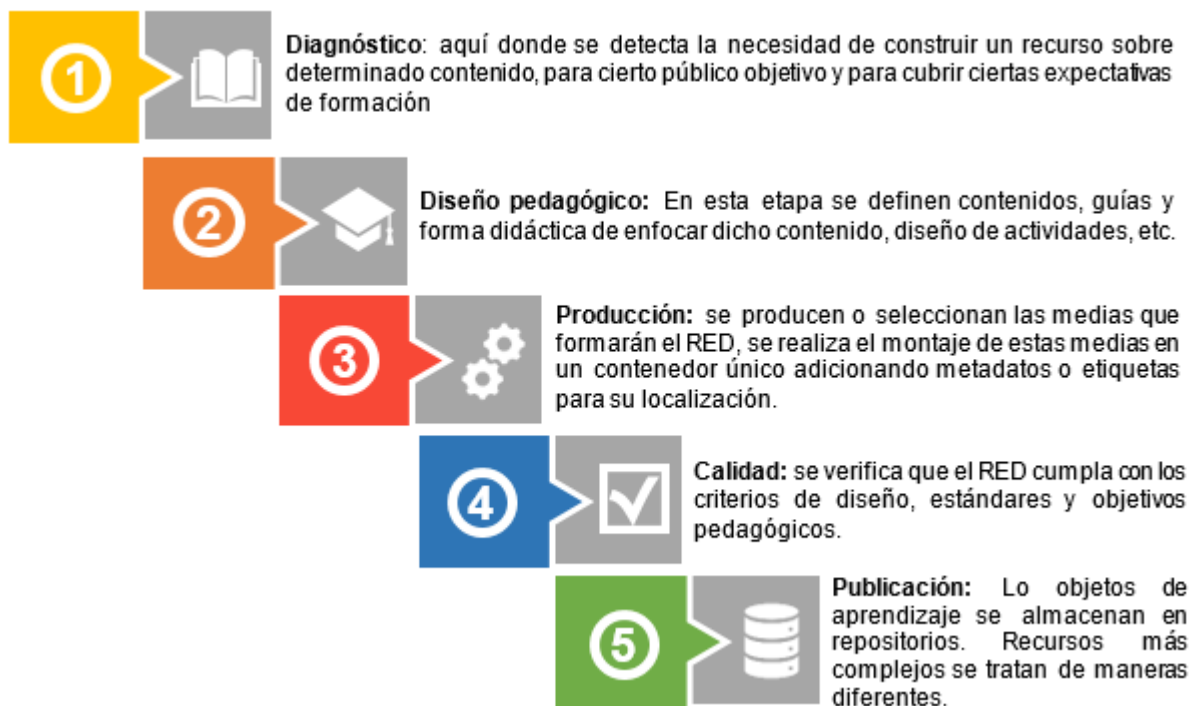 1
Diagnóstico: aquí donde se detecta la necesidad de construir un recurso sobre
determinado contenido, para cierto público objetivo y para cubrir ciertas expectativas
de formación
2
Diseño pedagógico: En esta etapa se definen contenidos, guías y
forma didáctica de enfocar dicho contenido, diseño de actividades, etc.
3
Producción: se producen o seleccionan las medias que
formarán el RED, se realiza el montaje de estas medias en
un contenedor único adicionando metadatos o etiquetas
para su localización.
4
Calidad: se verifica que el RED cumpla con los
criterios de diseño, estándares y objetivos
pedagógicos.
5
Publicación: Lo objetos de
aprendizaje se almacenan en
repositorios. Recursos más
complejos se tratan de maneras
diferentes.